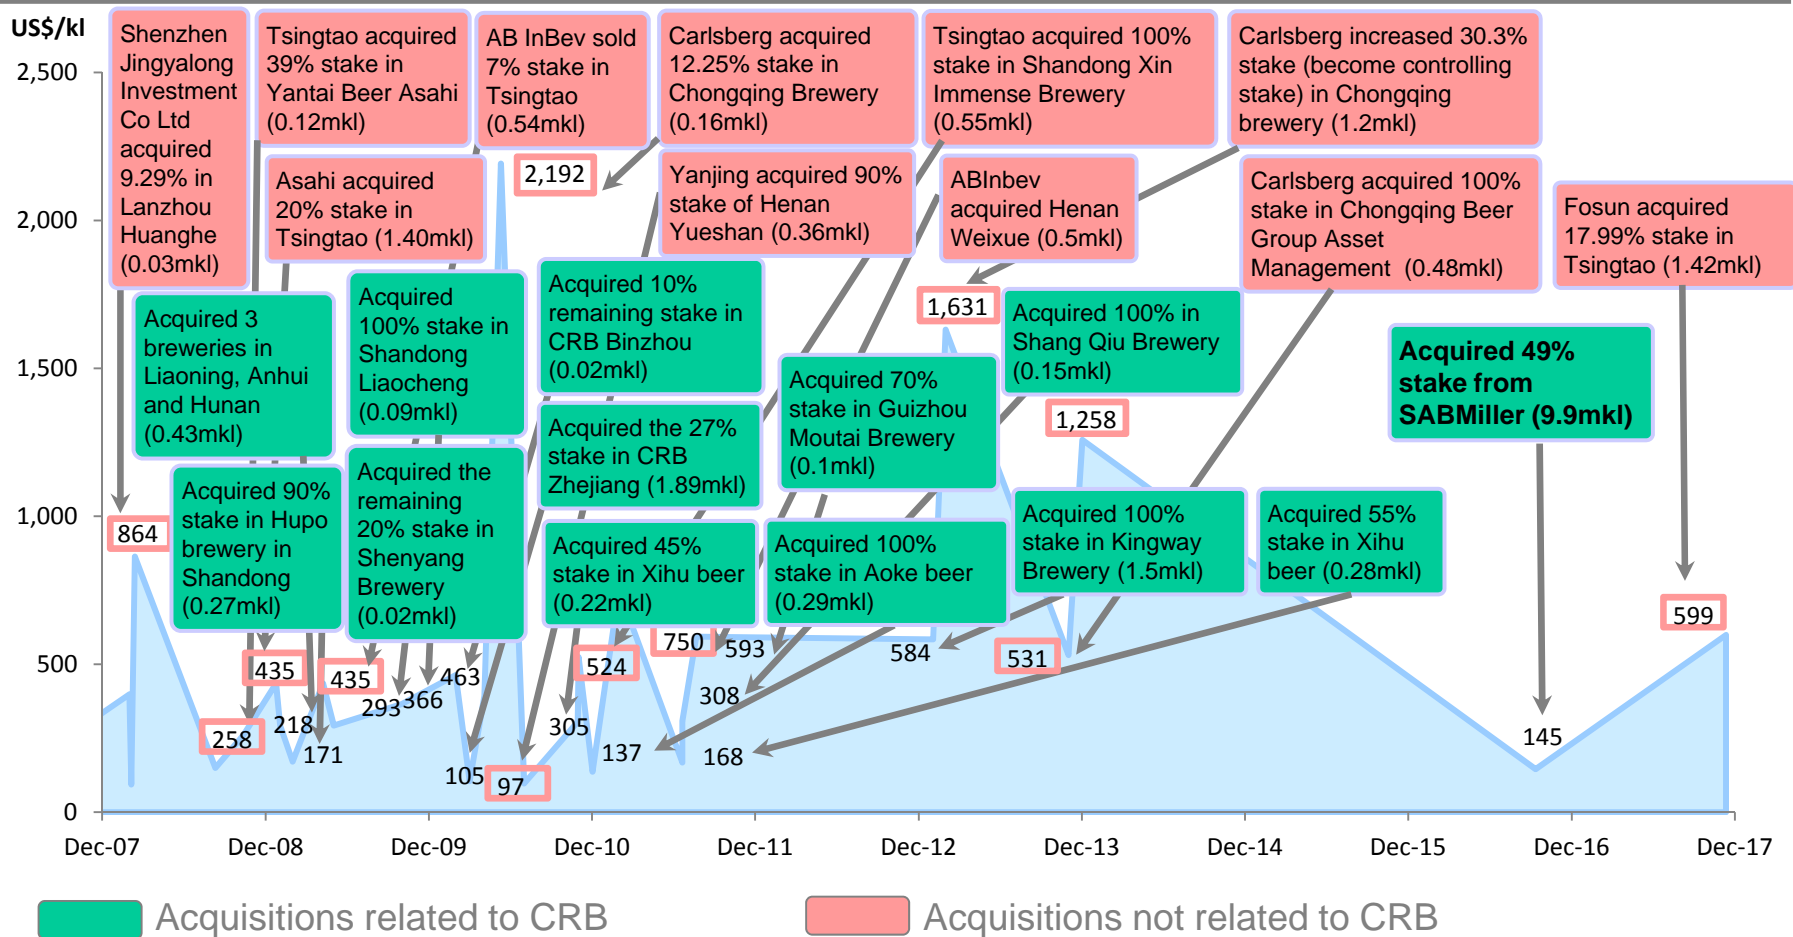 US$/kl
2,500
2,000
1,500
1,000
500
0
Shenzhen
Jingyalong
Investment
Co Ltd
acquired
9.29% in
Lanzhou
Huanghe
(0.03mkl)
Tsingtao acquired
39% stake in
Yantai Beer Asahi
(0.12mkl)
AB InBev sold
7% stake in
Tsingtao
(0.54mkl)
Carlsberg acquired
12.25% stake in
Chongqing Brewery
(0.16mkl)
Tsingtao acquired 100%
stake in Shandong Xin
Immense Brewery
(0.55mkl)
Carlsberg increased 30.3%
stake (become controlling
stake) in Chongqing
brewery (1.2mkl)
Asahi acquired
20% stake in
Tsingtao (1.40mkl)
2,192
Yanjing acquired 90%
stake of Henan
Yueshan (0.36mkl)
ABInbev
acquired Henan
Weixue (0.5mkl)
Carlsberg acquired 100%
stake in Chongqing Beer
Group Asset
Management (0.48mkl)
Fosun acquired
17.99% stake in
Tsingtao (1.42mkl)
Acquired 3
breweries in
Liaoning, Anhui
and Hunan
(0.43mkl)
Acquired
100% stake in
Shandong
Liaocheng
(0.09mkl)
Acquired 10%
remaining stake in
CRB Binzhou
(0.02mkl)
1,631
Acquired 100% in
Shang Qiu Brewery
(0.15mkl)
Acquired 70%
stake in Guizhou
Moutai Brewery
(0.1mkl)
1,258
Acquired 49%
stake from
SABMiller (9.9mkl)
Acquired the 27%
stake in CRB
Zhejiang (1.89mkl)
Acquired 90%
stake in Hupo
brewery in
Shandong
(0.27mkl)
Acquired the
remaining
20% stake in
Shenyang
Brewery
(0.02mkl)
Acquired 45%
stake in Xihu beer
(0.22mkl)
Acquired 100%
stake in Aoke beer
(0.29mkl)
Acquired 100%
stake in Kingway
Brewery (1.5mkl)
Acquired 55%
stake in Xihu
beer (0.28mkl)
864
258
435
218
171
435
293
366
463
105
97
305
524
137
750
593
308
168
584
531
145
599
Dec-07
Dec-08
Dec-09
Dec-10
Dec-11
Dec-12
Dec-13
Dec-14
Dec-15
Dec-16
Dec-17
Acquisitions related to CRB
Acquisitions not related to CRB